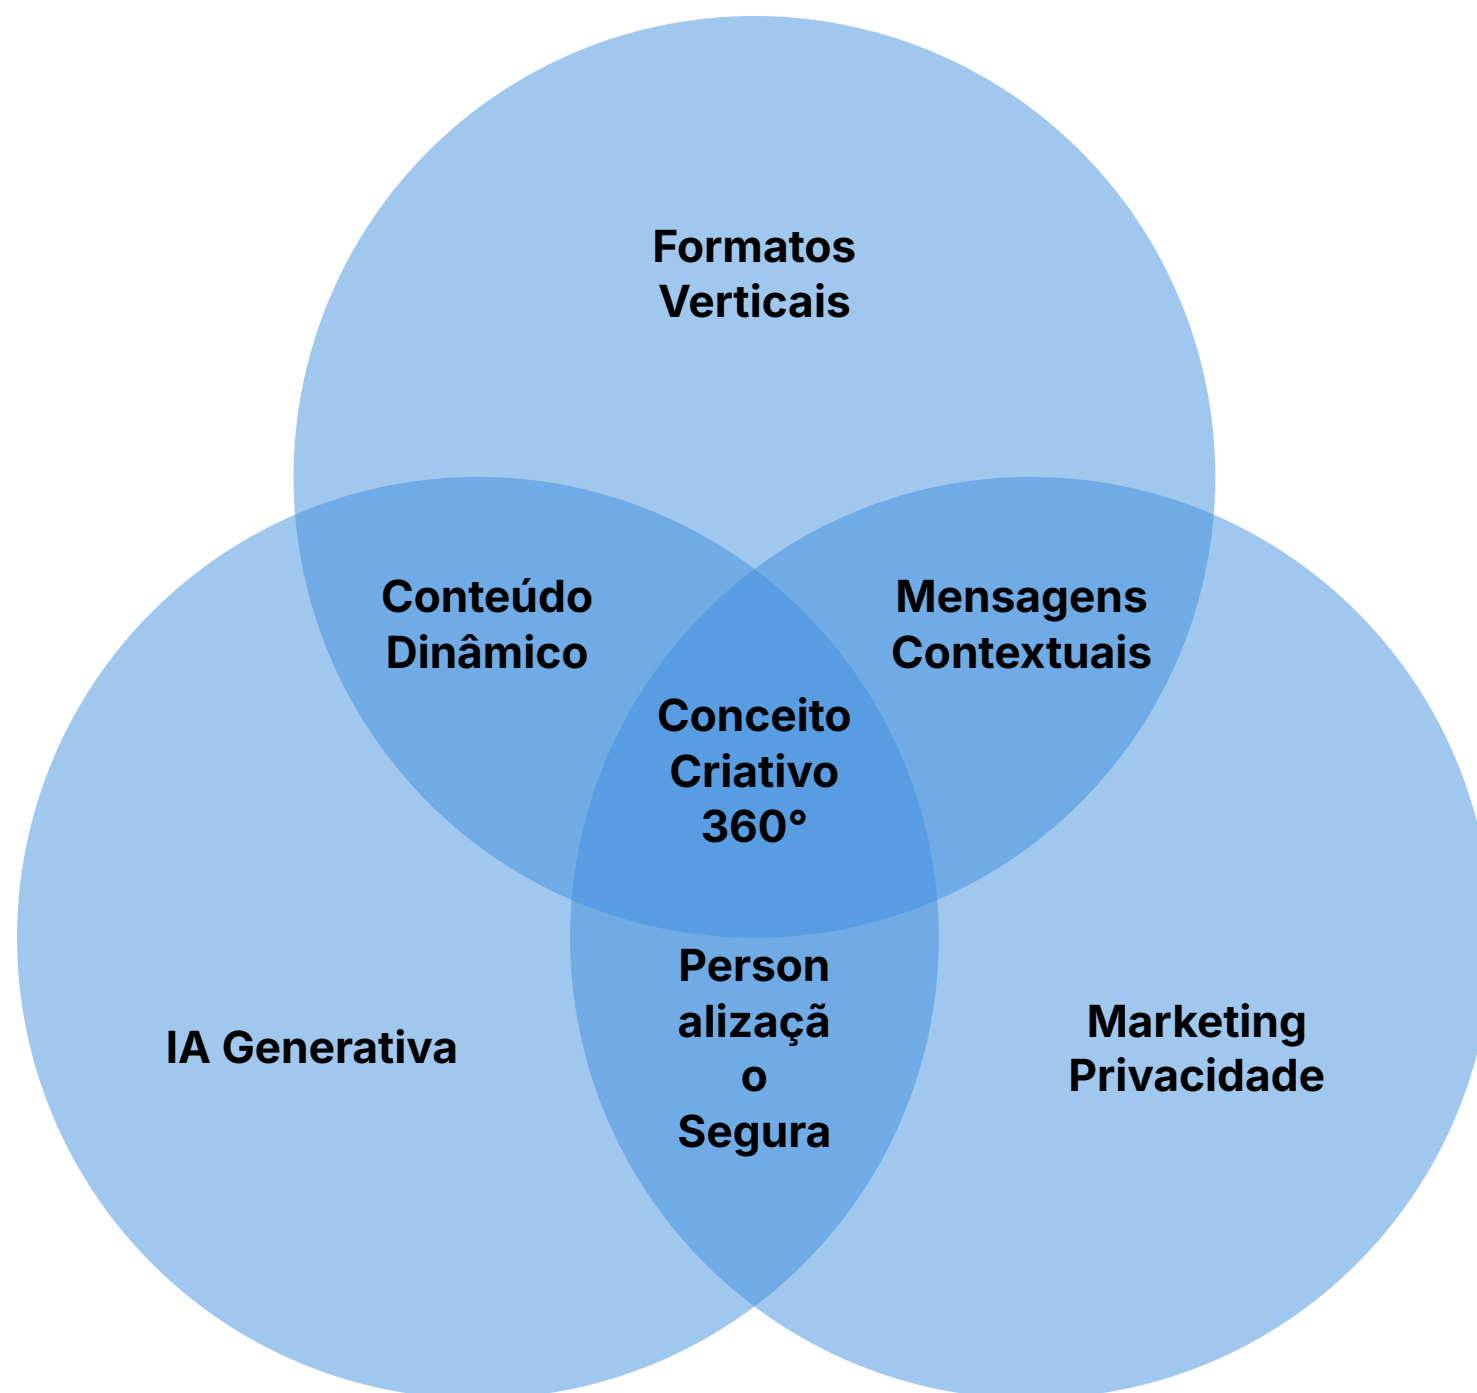 Formatos
Verticais
Conteúdo
Dinâmico
Mensagens
Contextuais
Conceito
Criativo
360°
Person
alizaçã
o
Segura
IA Generativa
Marketing
Privacidade